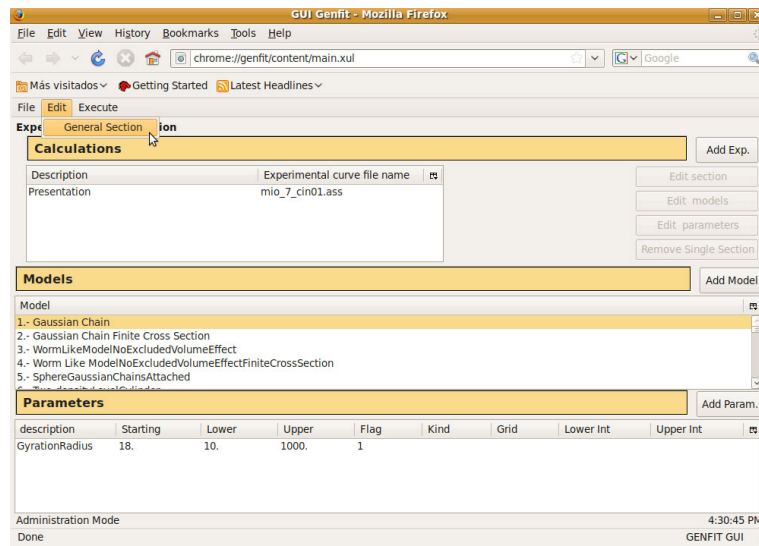 GUI Genfit - Mozilla Firefox
File Edit View History Bookmarks Tools Help
chrome://genfit/content/main.xul Google
Más visitados Getting Started Latest Headlines
File Edit Execute
General Section
Expe ion
Calculations Add Exp.
Description Experimental curve file name Edit section
Presentation mio_7_cin01.ass
Edit models
Edit parameters
Remove Single Section
Models Add Model
Model
1.- Gaussian Chain
2.- Gaussian Chain Finite Cross Section
3.- WormLikeModelNoExcludedVolumeEffect
4.- Worm Like ModelNoExcludedVolumeEffectFiniteCrossSection
5.- SphereGaussianChainsAttached
Parameters Add Param.
description Starting Lower Upper Flag Kind Grid Lower Int Upper Int
GyrationRadius 18. 10. 1000. 1
Administration Mode 4:30:45 PM
Done GENFIT GUI